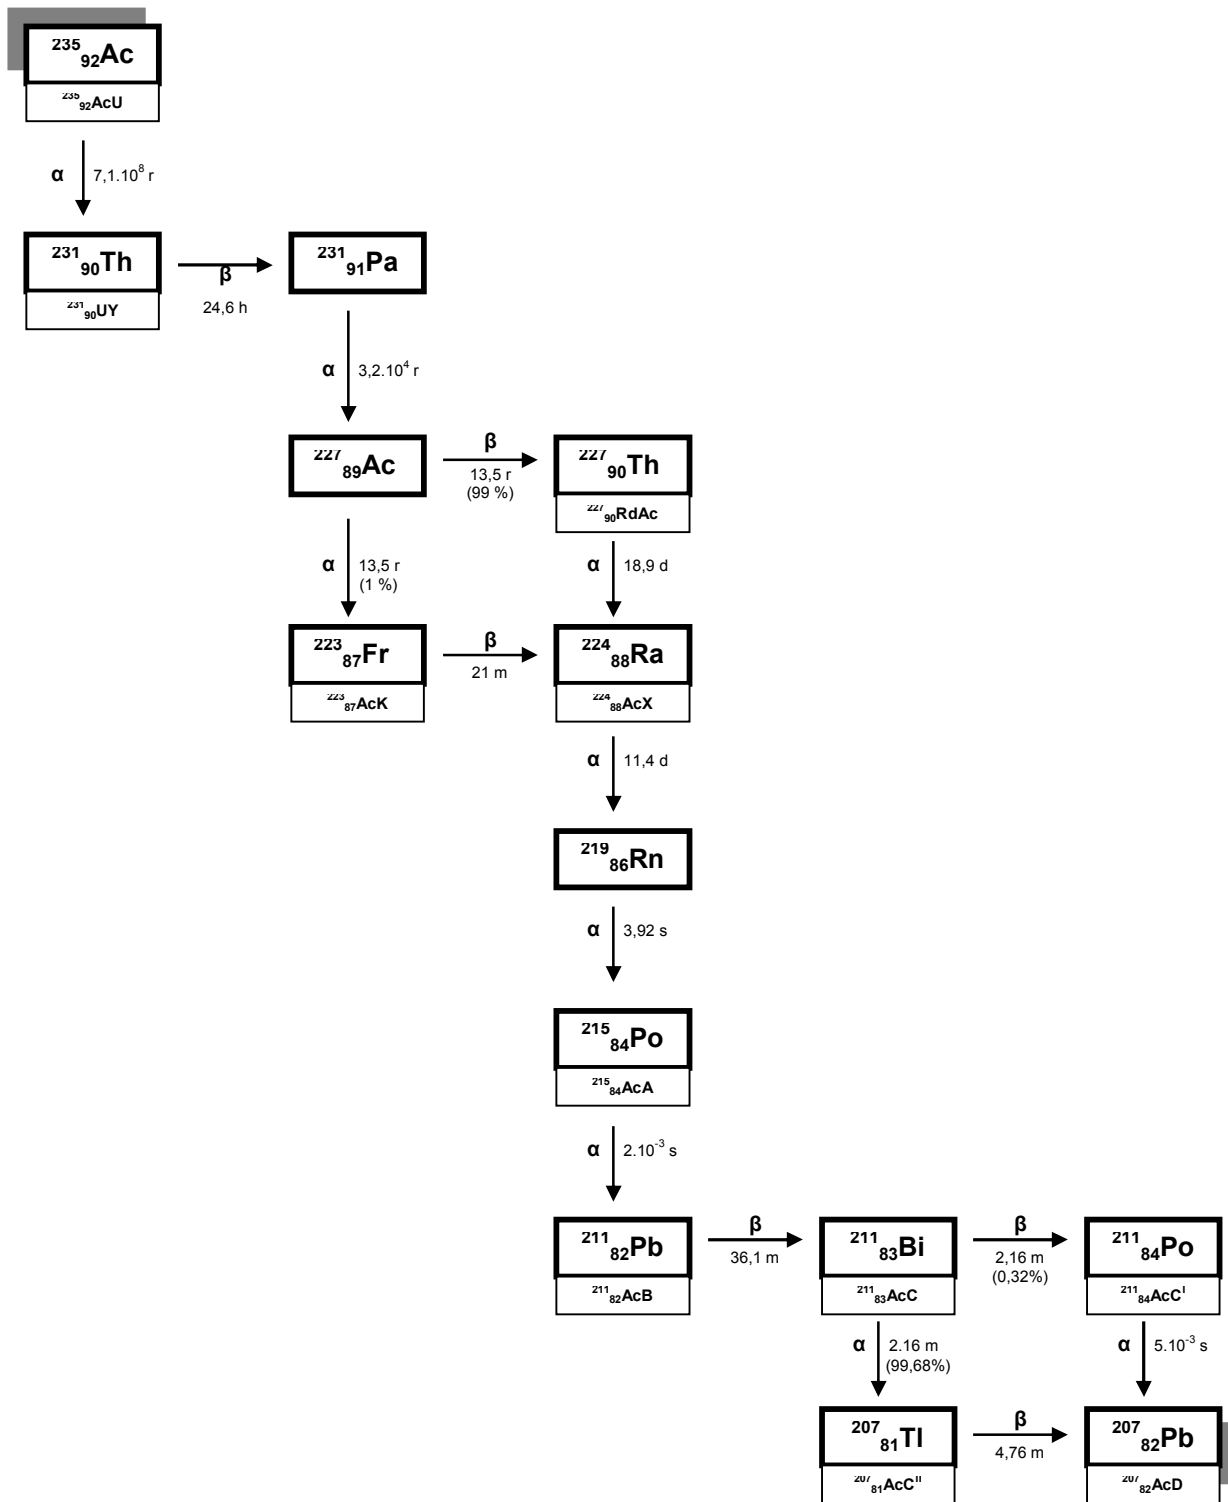 ²³⁵₉₂Ac
²³⁵₉₂AcU
α 7,1.10⁸ r
²³¹₉₀Th β ²³¹₉₁Pa
²³¹₉₀UY 24,6 h
α 3,2.10⁴ r
²²⁷₈₉Ac β ²²⁷₉₀Th
13,5 r
(99 %)
²²⁷₉₀RdAc
α 13,5 r α 18,9 d
(1 %)
²²³₈₇Fr β ²²⁴₈₈Ra
21 m
²²³₈₇AcK ²²⁴₈₈AcX
α 11,4 d
²¹⁹₈₆Rn
α 3,92 s
²¹⁵₈₄Po
²¹⁵₈₄AcA
α 2.10⁻³ s
²¹¹₈₂Pb β ²¹¹₈₃Bi β ²¹¹₈₄Po
36,1 m 2,16 m
(0,32%)
²¹¹₈₂AcB ²¹¹₈₃AcC ²¹¹₈₄AcCᴵ
α 2.16 m α 5.10⁻³ s
(99,68%)
²⁰⁷₈₁Tl β ²⁰⁷₈₂Pb
4,76 m
²⁰⁷₈₁AcCᴵᴵ ²⁰⁷₈₂AcD